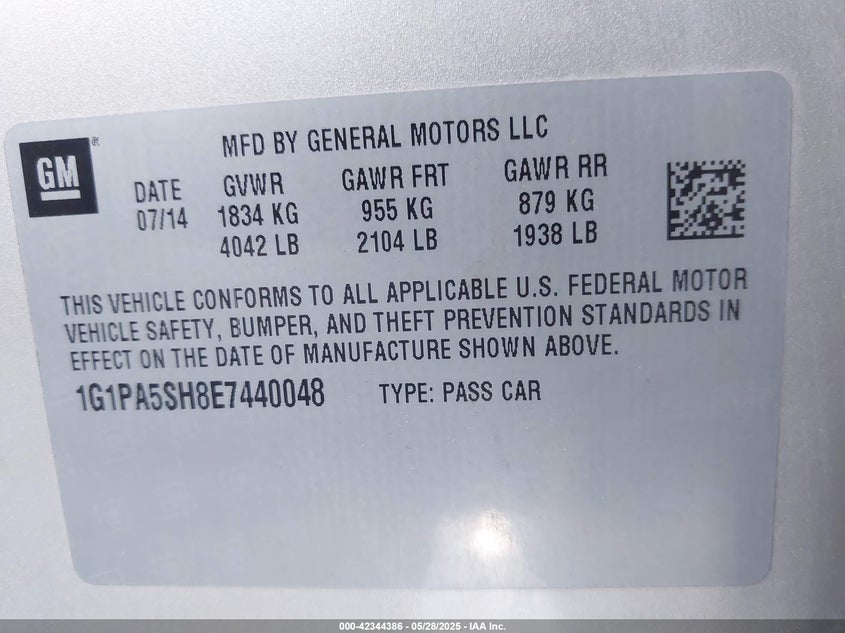 GM®
MFD BY GENERAL MOTORS LLC
DATE GVWR GAWR FRT GAWR RR
07/14 1834 KG 955 KG 879 KG
4042 LB 2104 LB 1938 LB
THIS VEHICLE CONFORMS TO ALL APPLICABLE U.S. FEDERAL MOTOR
VEHICLE SAFETY, BUMPER, AND THEFT PREVENTION STANDARDS IN
EFFECT ON THE DATE OF MANUFACTURE SHOWN ABOVE.
1G1PA5SH8E7440048 TYPE: PASS CAR
000-42344386 - 05/28/2025 - IAA Inc.